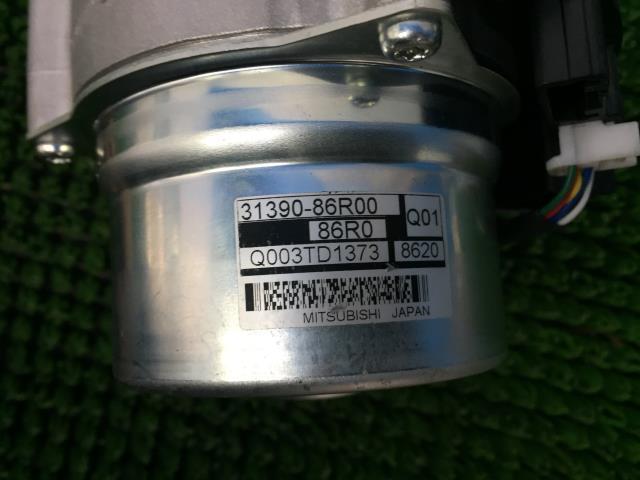 31390-86R00 Q01
86R0
Q003TD1373 8620
MITSUBISHI JAPAN